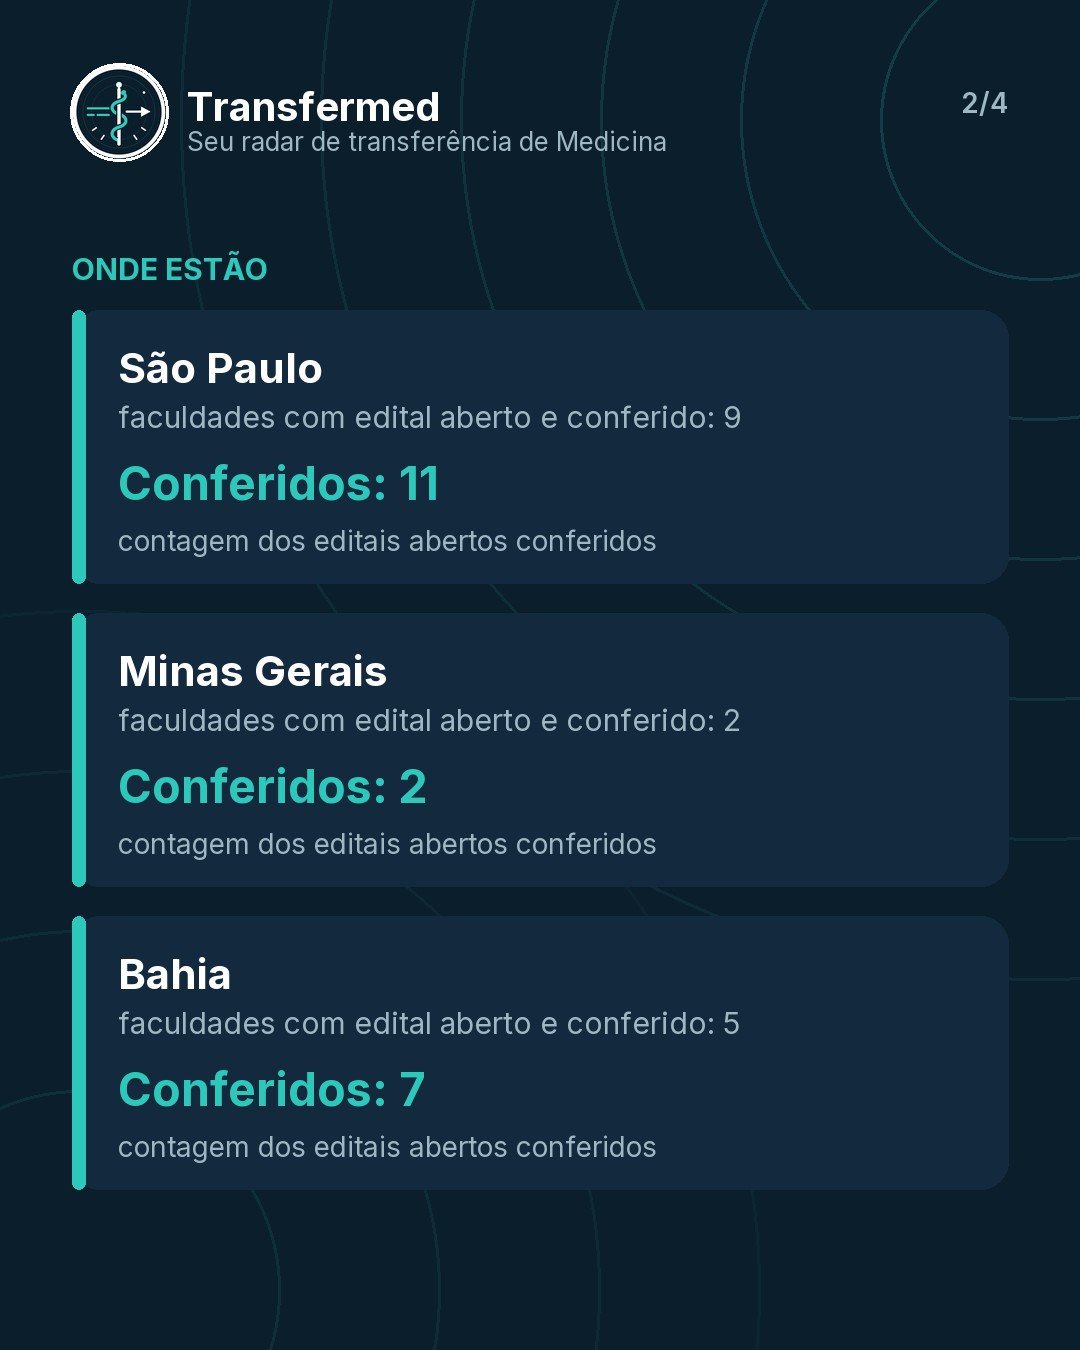 Transfermed
Seu radar de transferência de Medicina
2/4
ONDE ESTÃO
São Paulo
faculdades com edital aberto e conferido: 9
Conferidos: 11
contagem dos editais abertos conferidos
Minas Gerais
faculdades com edital aberto e conferido: 2
Conferidos: 2
contagem dos editais abertos conferidos
Bahia
faculdades com edital aberto e conferido: 5
Conferidos: 7
contagem dos editais abertos conferidos